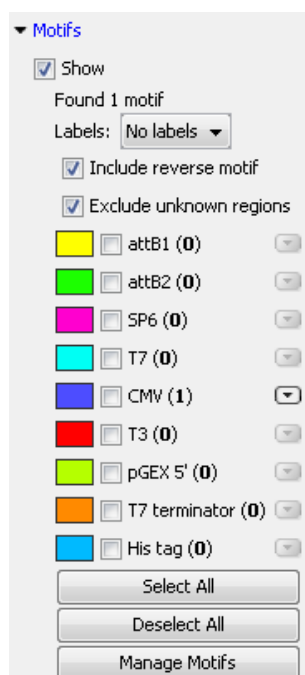 Motifs
Show
Found 1 motif
Labels: No labels
Include reverse motif
Exclude unknown regions
attB1 (0)
attB2 (0)
SP6 (0)
T7 (0)
CMV (1)
T3 (0)
pGEX 5' (0)
T7 terminator (0)
His tag (0)
Select All
Deselect All
Manage Motifs